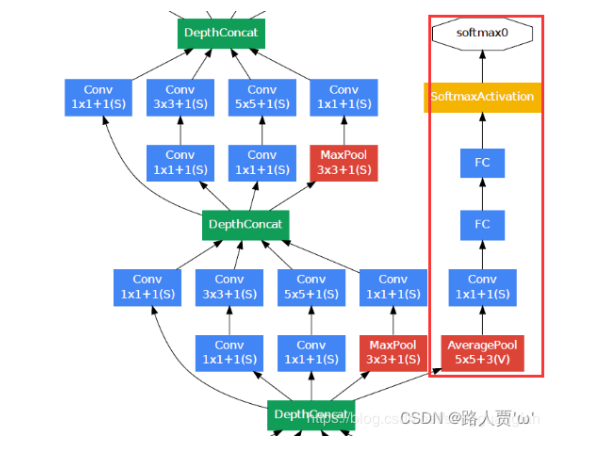 DepthConcat
softmax0
Conv
1x1+1(S)
Conv
3x3+1(S)
Conv
5x5+1(S)
Conv
1x1+1(S)
SoftmaxActivation
Conv
1x1+1(S)
Conv
1x1+1(S)
MaxPool
3x3+1(S)
FC
DepthConcat
FC
Conv
1x1+1(S)
Conv
3x3+1(S)
Conv
5x5+1(S)
Conv
1x1+1(S)
Conv
1x1+1(S)
Conv
1x1+1(S)
Conv
1x1+1(S)
MaxPool
3x3+1(S)
AveragePool
5x5+3(V)
DepthConcat
CSDN @路人贾'ω'